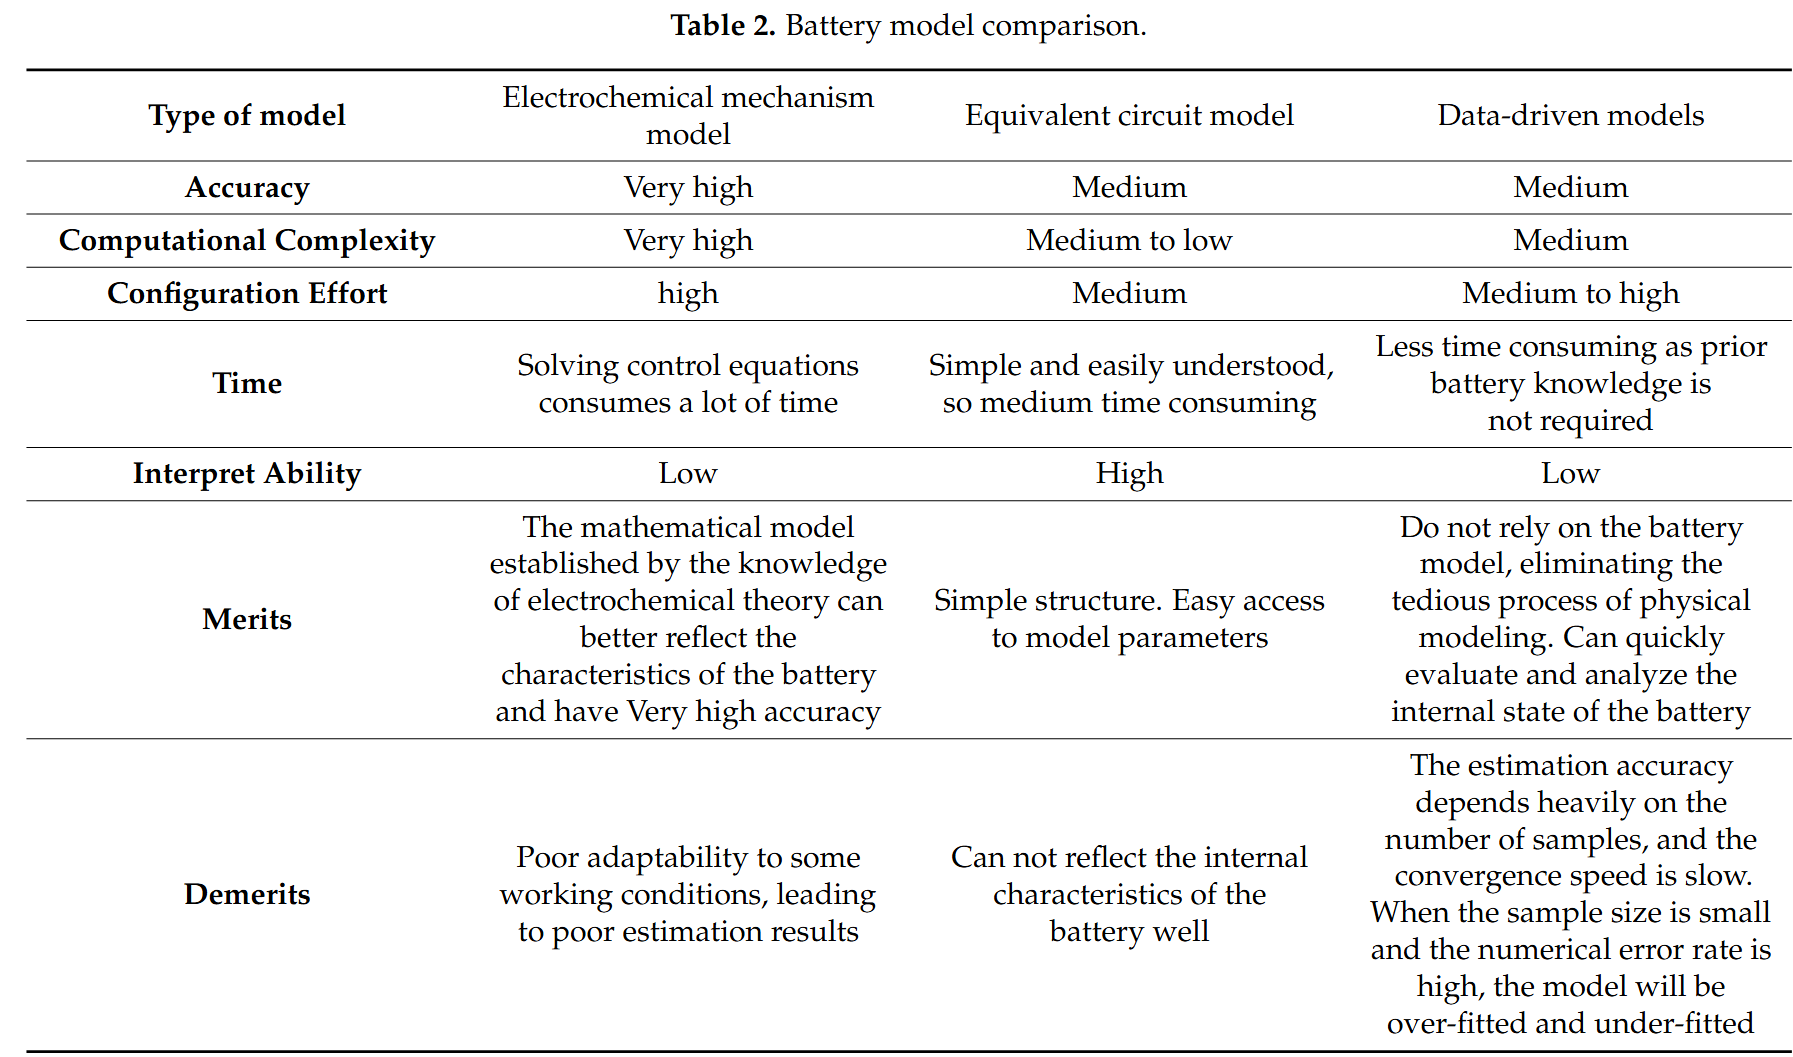 Table 2. Battery model comparison.
Type of model
Electrochemical mechanism
model
Equivalent circuit model
Data-driven models
Accuracy
Very high
Medium
Medium
Computational Complexity
Very high
Medium to low
Medium
Configuration Effort
high
Medium
Medium to high
Time
Solving control equations
consumes a lot of time
Simple and easily understood,
so medium time consuming
Less time consuming as prior
battery knowledge is
not required
Interpret Ability
Low
High
Low
Merits
The mathematical model
established by the knowledge
of electrochemical theory can
better reflect the
characteristics of the battery
and have Very high accuracy
Simple structure. Easy access
to model parameters
Do not rely on the battery
model, eliminating the
tedious process of physical
modeling. Can quickly
evaluate and analyze the
internal state of the battery
Demerits
Poor adaptability to some
working conditions, leading
to poor estimation results
Can not reflect the internal
characteristics of the
battery well
The estimation accuracy
depends heavily on the
number of samples, and the
convergence speed is slow.
When the sample size is small
and the numerical error rate is
high, the model will be
over-fitted and under-fitted